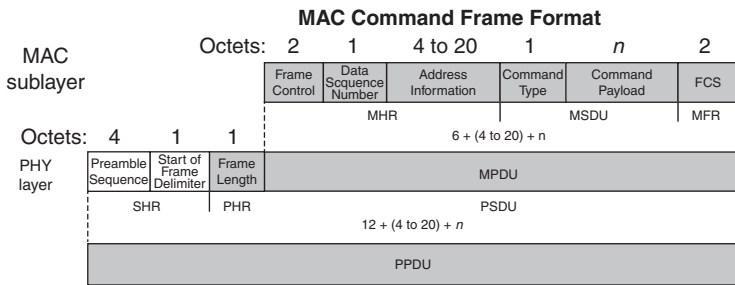 MAC Command Frame Format
Octets: 2 1 4 to 20 1 n 2
MAC
sublayer
Frame
Control
Data
Scquence
Number
Address
Information
Command
Type
Command
Payload
FCS
MHR MSDU MFR
6 + (4 to 20) + n
Octets: 4 1 1
PHY
layer
Preamble
Sequence
Start of
Frame
Delimiter
Frame
Length
MPDU
SHR PHR PSDU
12 + (4 to 20) + n
PPDU